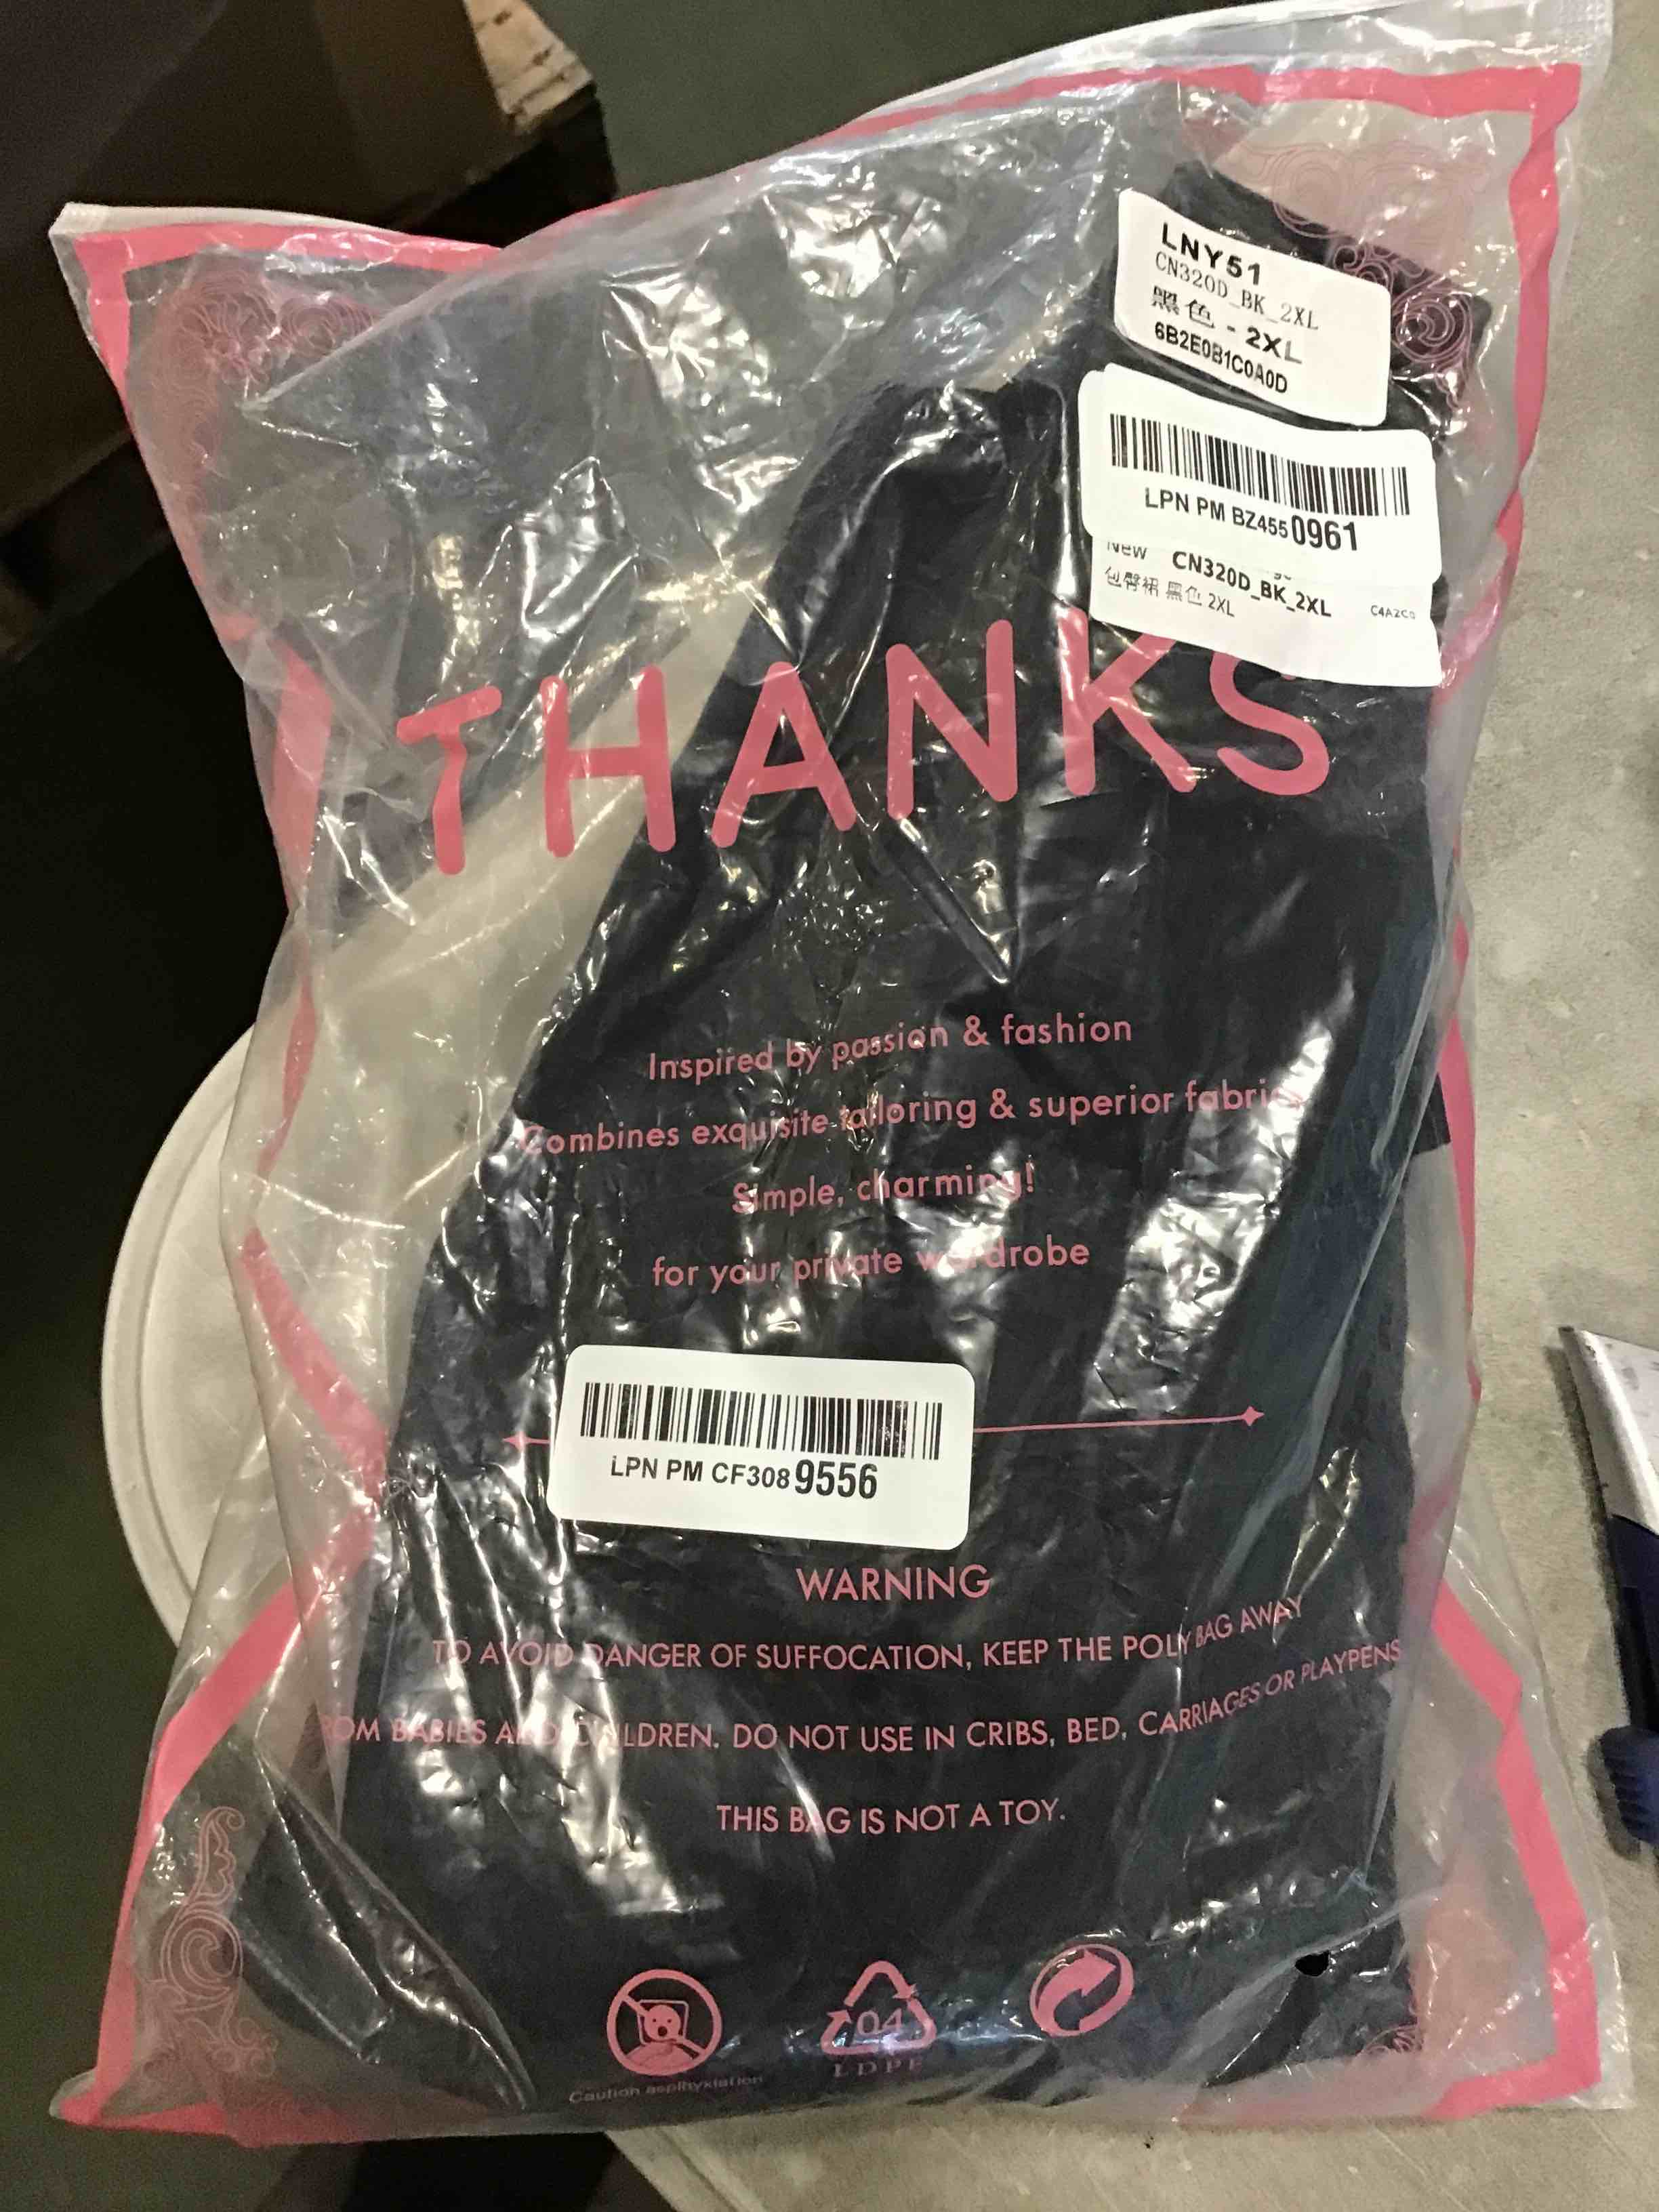 LNY51
CN320D_BK_2XL
黑色 - 2XL
6B2E0B1C0A0D
LPN PM BZ4550961
New CN320D_BK_2XL
包臀裙 黑色 2XL C4A2C
THANKS
Inspired by passion & fashion
Combines exquisite tailoring & superior fabric
Simple, charming!
for your private wardrobe
LPN PM CF3089556
WARNING
TO AVOID DANGER OF SUFFOCATION, KEEP THE POLY BAG AWAY
OM BABIES AND CHILDREN. DO NOT USE IN CRIBS, BED, CARRIAGES OR PLAYPENS
THIS BAG IS NOT A TOY.
04
LDPE
Caution asphyxiation